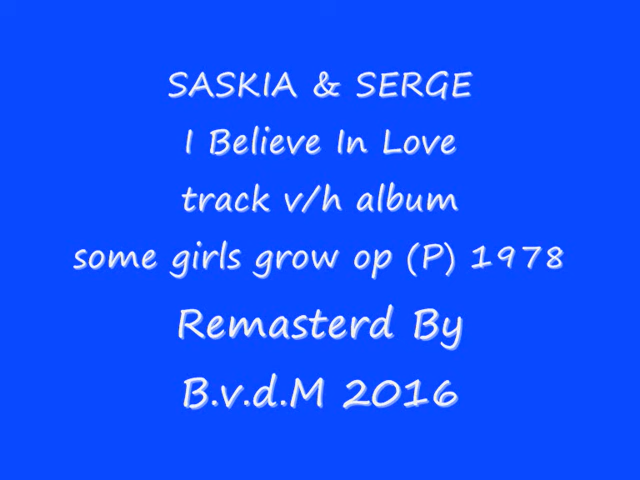 SASKIA & SERGE
I Believe In Love
track v/h album
some girls grow op (P) 1978
Remasterd By
B.v.d.M 2016